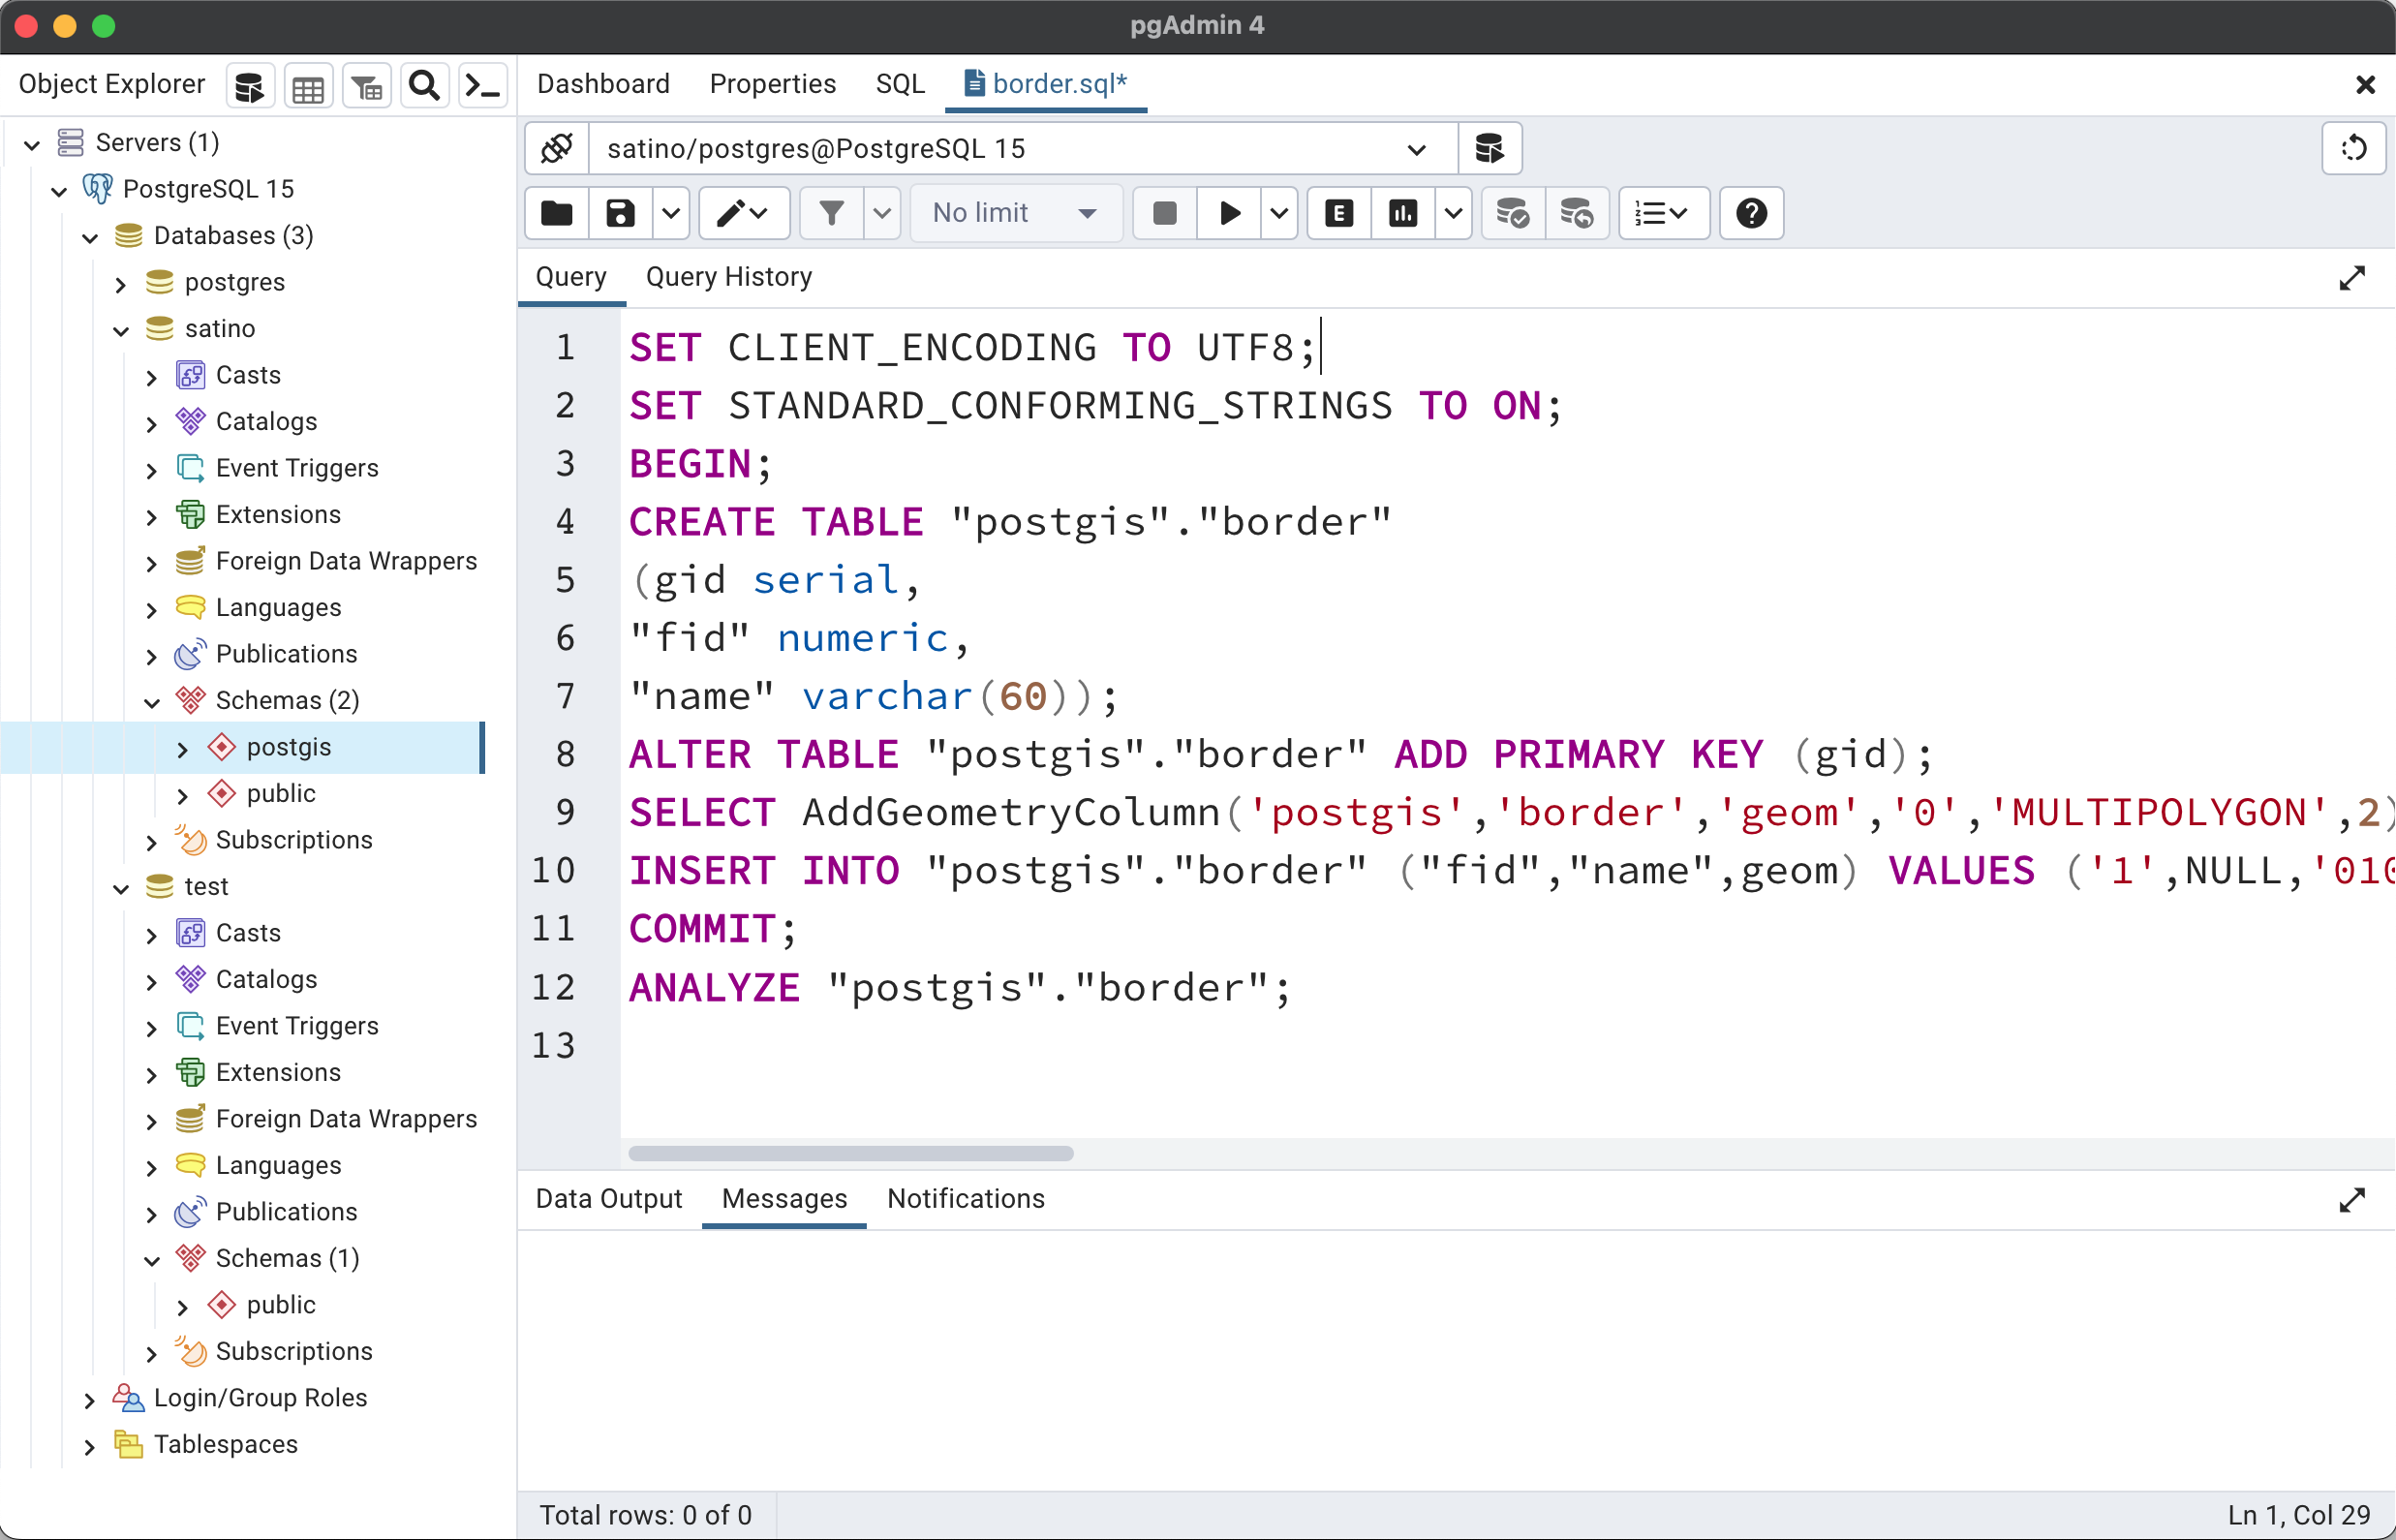 pgAdmin 4
Object Explorer
Dashboard Properties SQL border.sql*
Servers (1)
PostgreSQL 15
Databases (3)
postgres
satino
Casts
Catalogs
Event Triggers
Extensions
Foreign Data Wrappers
Languages
Publications
Schemas (2)
postgis
public
Subscriptions
test
Casts
Catalogs
Event Triggers
Extensions
Foreign Data Wrappers
Languages
Publications
Schemas (1)
public
Subscriptions
Login/Group Roles
Tablespaces
satino/postgres@PostgreSQL 15
No limit E
Query Query History
1 SET CLIENT_ENCODING TO UTF8;
2 SET STANDARD_CONFORMING_STRINGS TO ON;
3 BEGIN;
4 CREATE TABLE "postgis"."border"
5 (gid serial,
6 "fid" numeric,
7 "name" varchar(60));
8 ALTER TABLE "postgis"."border" ADD PRIMARY KEY (gid);
9 SELECT AddGeometryColumn('postgis','border','geom','0','MULTIPOLYGON',2)
10 INSERT INTO "postgis"."border" ("fid","name",geom) VALUES ('1',NULL,'010
11 COMMIT;
12 ANALYZE "postgis"."border";
13
Data Output Messages Notifications
Total rows: 0 of 0
Ln 1, Col 29